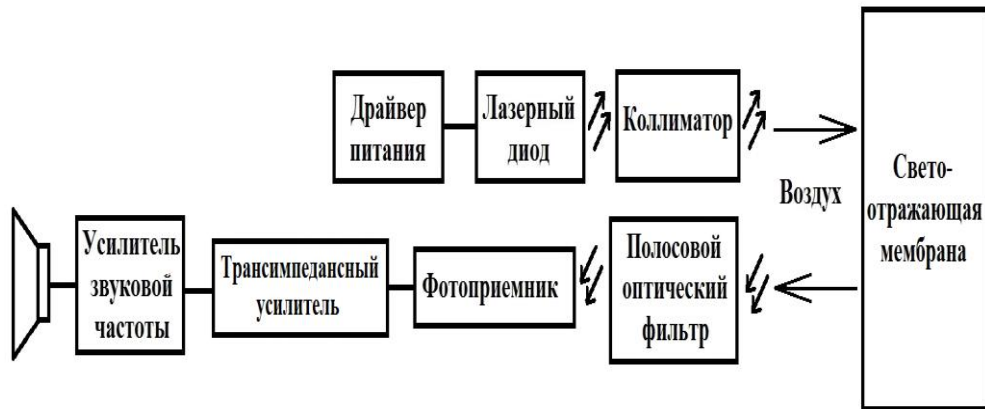 Драйвер
питания
Лазерный
диод
Коллиматор
Воздух
Свето-
отражающая
мембрана
Усилитель
звуковой
частоты
Трансимпедансный
усилитель
Фотоприемник
Полосовой
оптический
фильтр